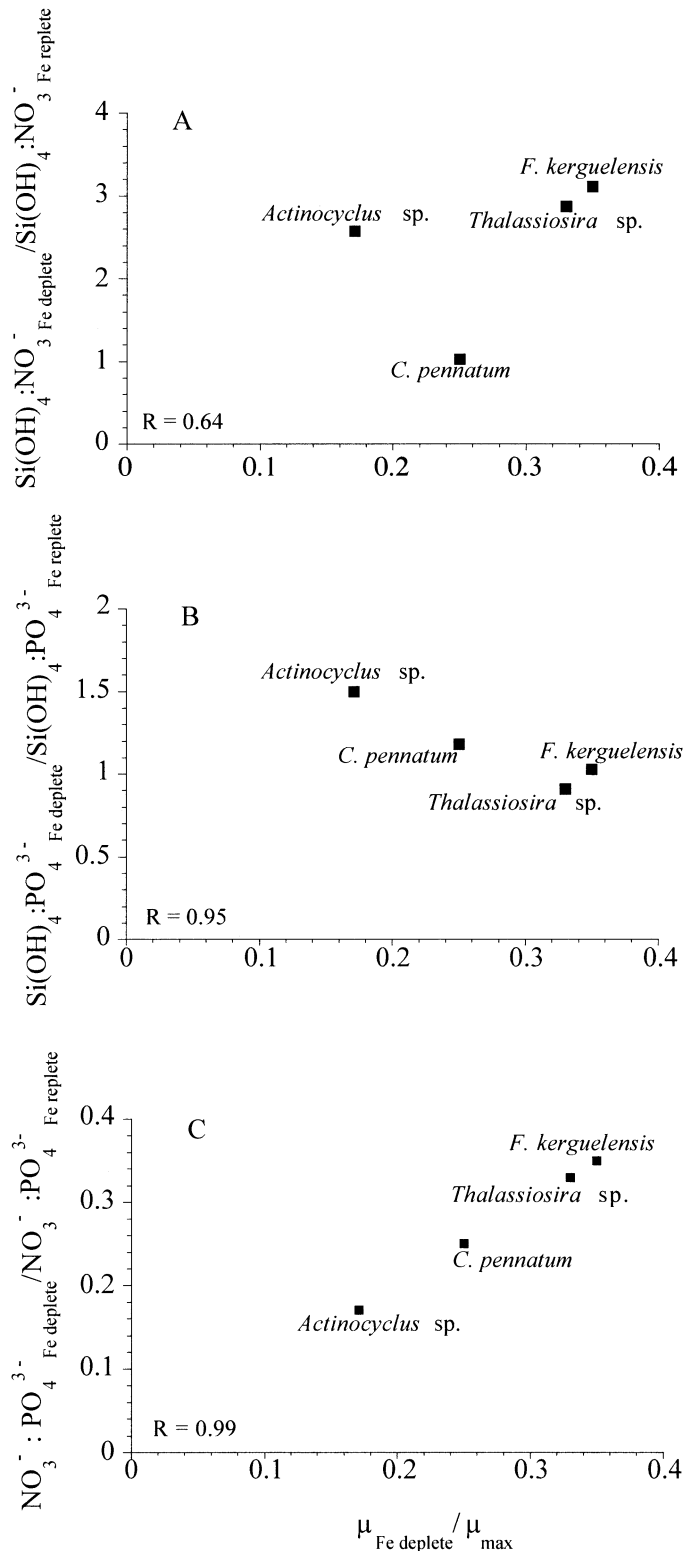 Si(OH)₄:NO₃⁻ Fe deplete/Si(OH)₄:NO₃⁻ Fe replete
A
4
3
2
1
0
F. kerguelensis
Actinocyclus sp.
Thalassiosira sp.
C. pennatum
R = 0.64
0 0.1 0.2 0.3 0.4
Si(OH)₄:PO₄³⁻ Fe deplete/Si(OH)₄:PO₄³⁻ Fe replete
B
2
1.5
1
0.5
0
Actinocyclus sp.
C. pennatum
F. kerguelensis
Thalassiosira sp.
R = 0.95
0 0.1 0.2 0.3 0.4
NO₃⁻ : PO₄³⁻ Fe deplete/NO₃⁻ :PO₄³⁻ Fe replete
C
0.4
0.3
0.2
0.1
0
F. kerguelensis
Thalassiosira sp.
C. pennatum
Actinocyclus sp.
R = 0.99
0 0.1 0.2 0.3 0.4
μ Fe deplete/μ max